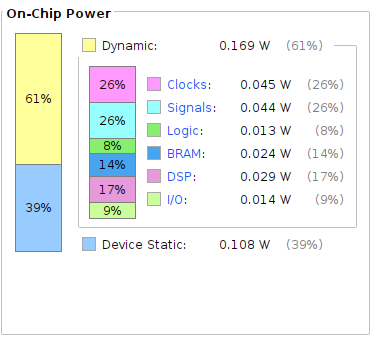 On-Chip Power
61%
39%
Dynamic: 0.169 W (61%)
26%
26%
8%
14%
17%
9%
Clocks: 0.045 W (26%)
Signals: 0.044 W (26%)
Logic: 0.013 W (8%)
BRAM: 0.024 W (14%)
DSP: 0.029 W (17%)
I/O: 0.014 W (9%)
Device Static: 0.108 W (39%)